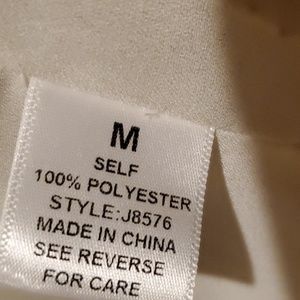 M
SELF
100% POLYESTER
STYLE:J8576
MADE IN CHINA
SEE REVERSE
FOR CARE